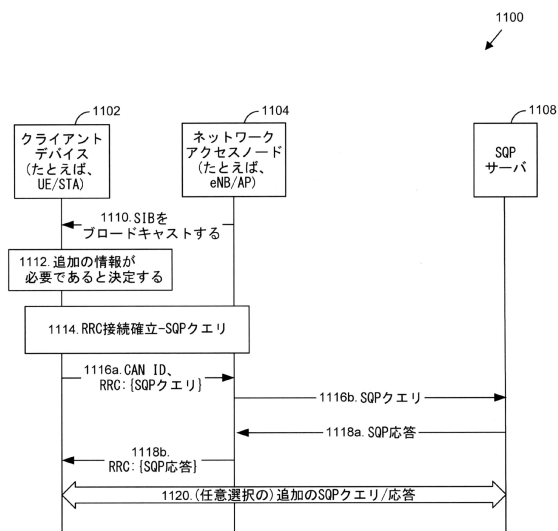 1100
1102
クライアント
デバイス
(たとえば、
UE/STA)
1104
ネットワーク
アクセスノード
(たとえば、
eNB/AP)
1108
SQP
サーバ
1110.SIBを
ブロードキャストする
1112.追加の情報が
必要であると決定する
1114.RRC接続確立-SQPクエリ
1116a.CAN ID、
RRC:{SQPクエリ}
1116b.SQPクエリ
1118a.SQP応答
1118b.
RRC:{SQP応答}
1120.(任意選択の)追加のSQPクエリ/応答